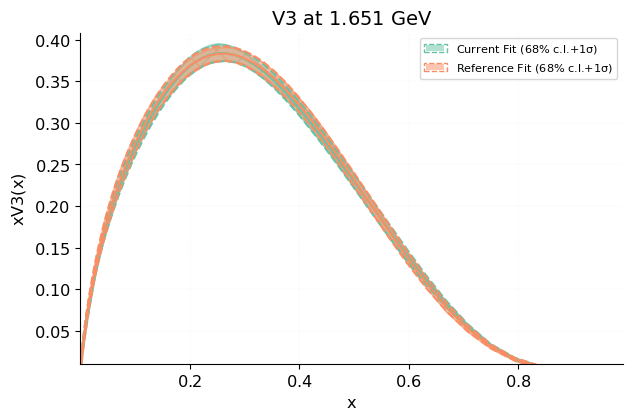 V3 at 1.651 GeV
Current Fit (68% c.l.+1σ)
Reference Fit (68% c.l.+1σ)
xV3(x)
0.40
0.35
0.30
0.25
0.20
0.15
0.10
0.05
0.2 0.4 0.6 0.8
x